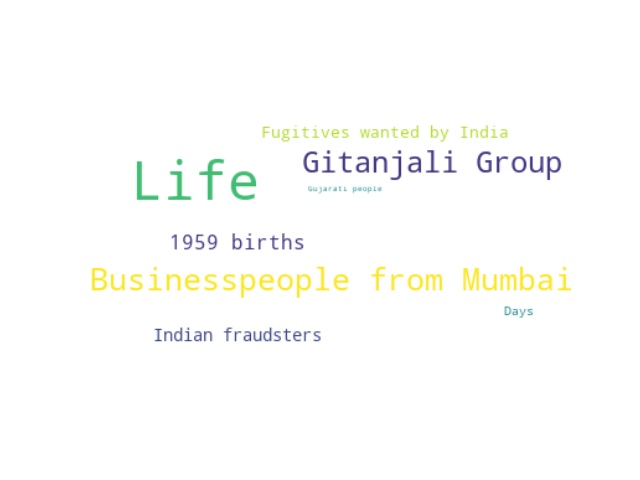 Fugitives wanted by India
Life
Gitanjali Group
Gujarati people
1959 births
Businesspeople from Mumbai
Days
Indian fraudsters